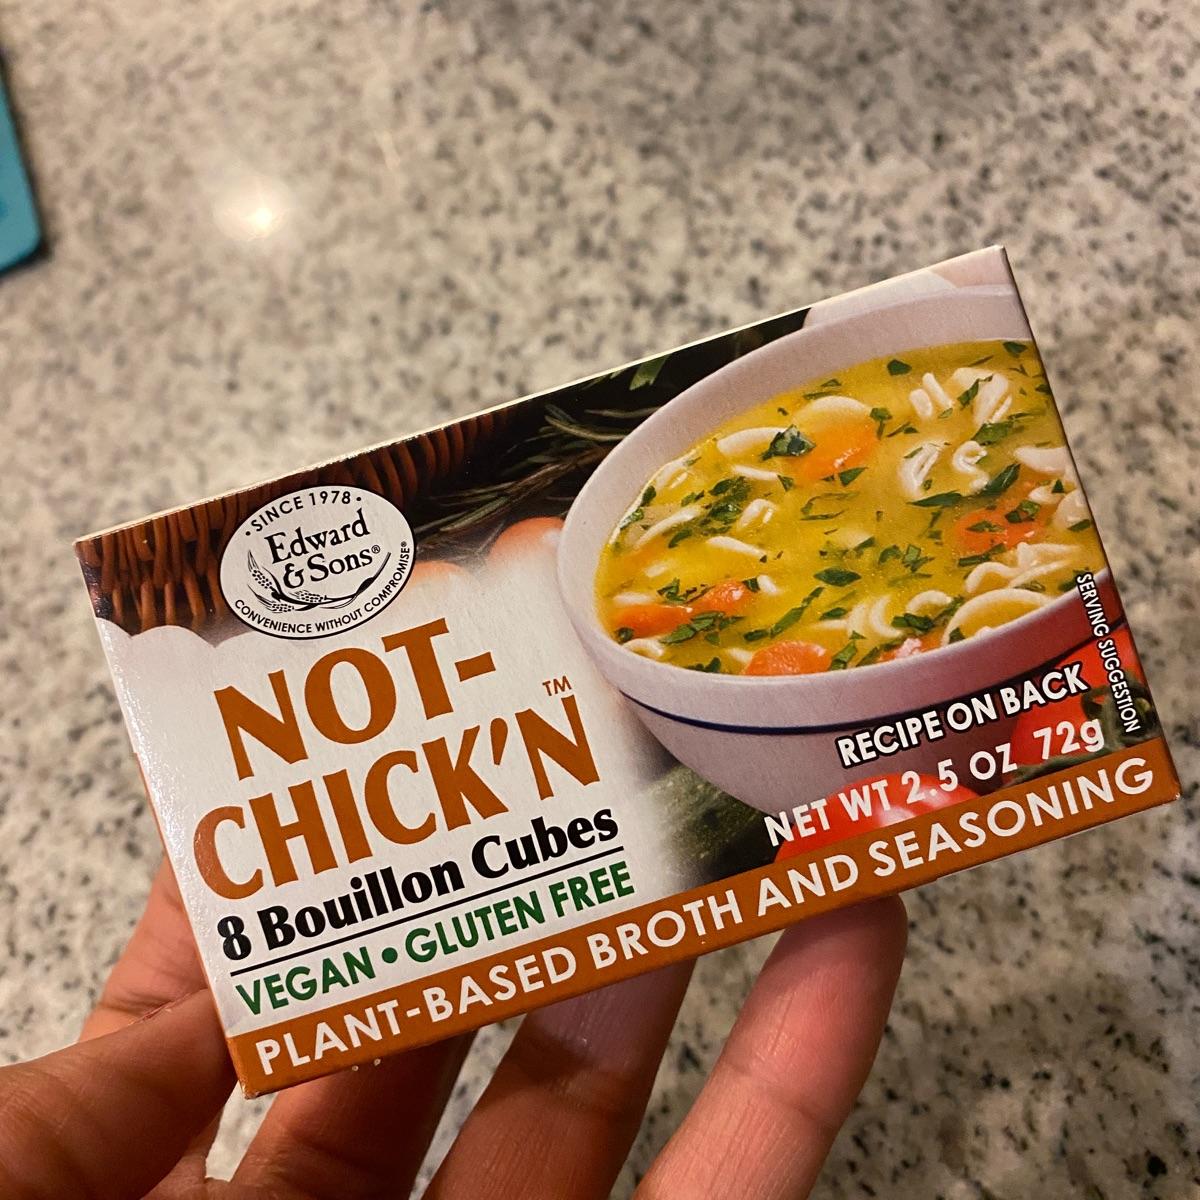 ·SINCE 1978·
Edward
& Sons®
CONVENIENCE WITHOUT COMPROMISE®
NOT-
CHICK'N™
8 Bouillon Cubes
VEGAN • GLUTEN FREE
PLANT-BASED BROTH AND SEASONING
RECIPE ON BACK
NET WT 2.5 OZ 72g
SERVING SUGGESTION